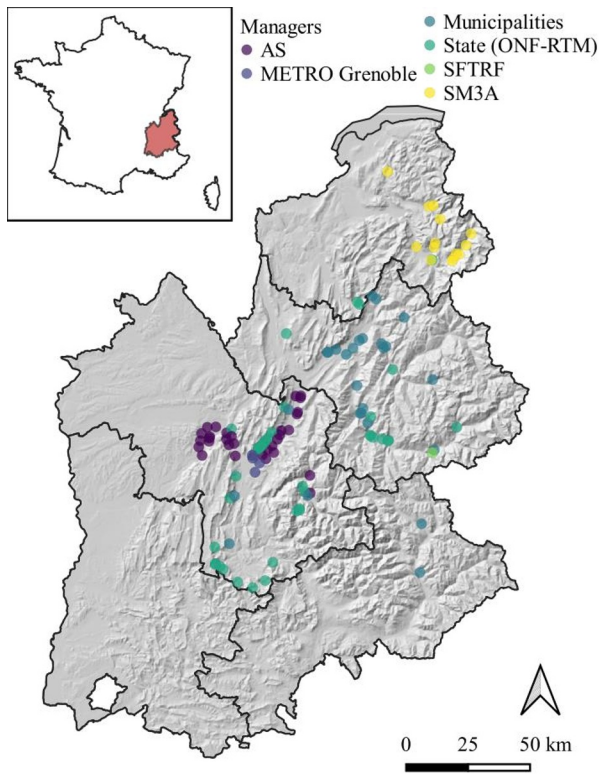 Managers
AS
METRO Grenoble
Municipalities
State (ONF-RTM)
SFTRF
SM3A
0 25 50 km